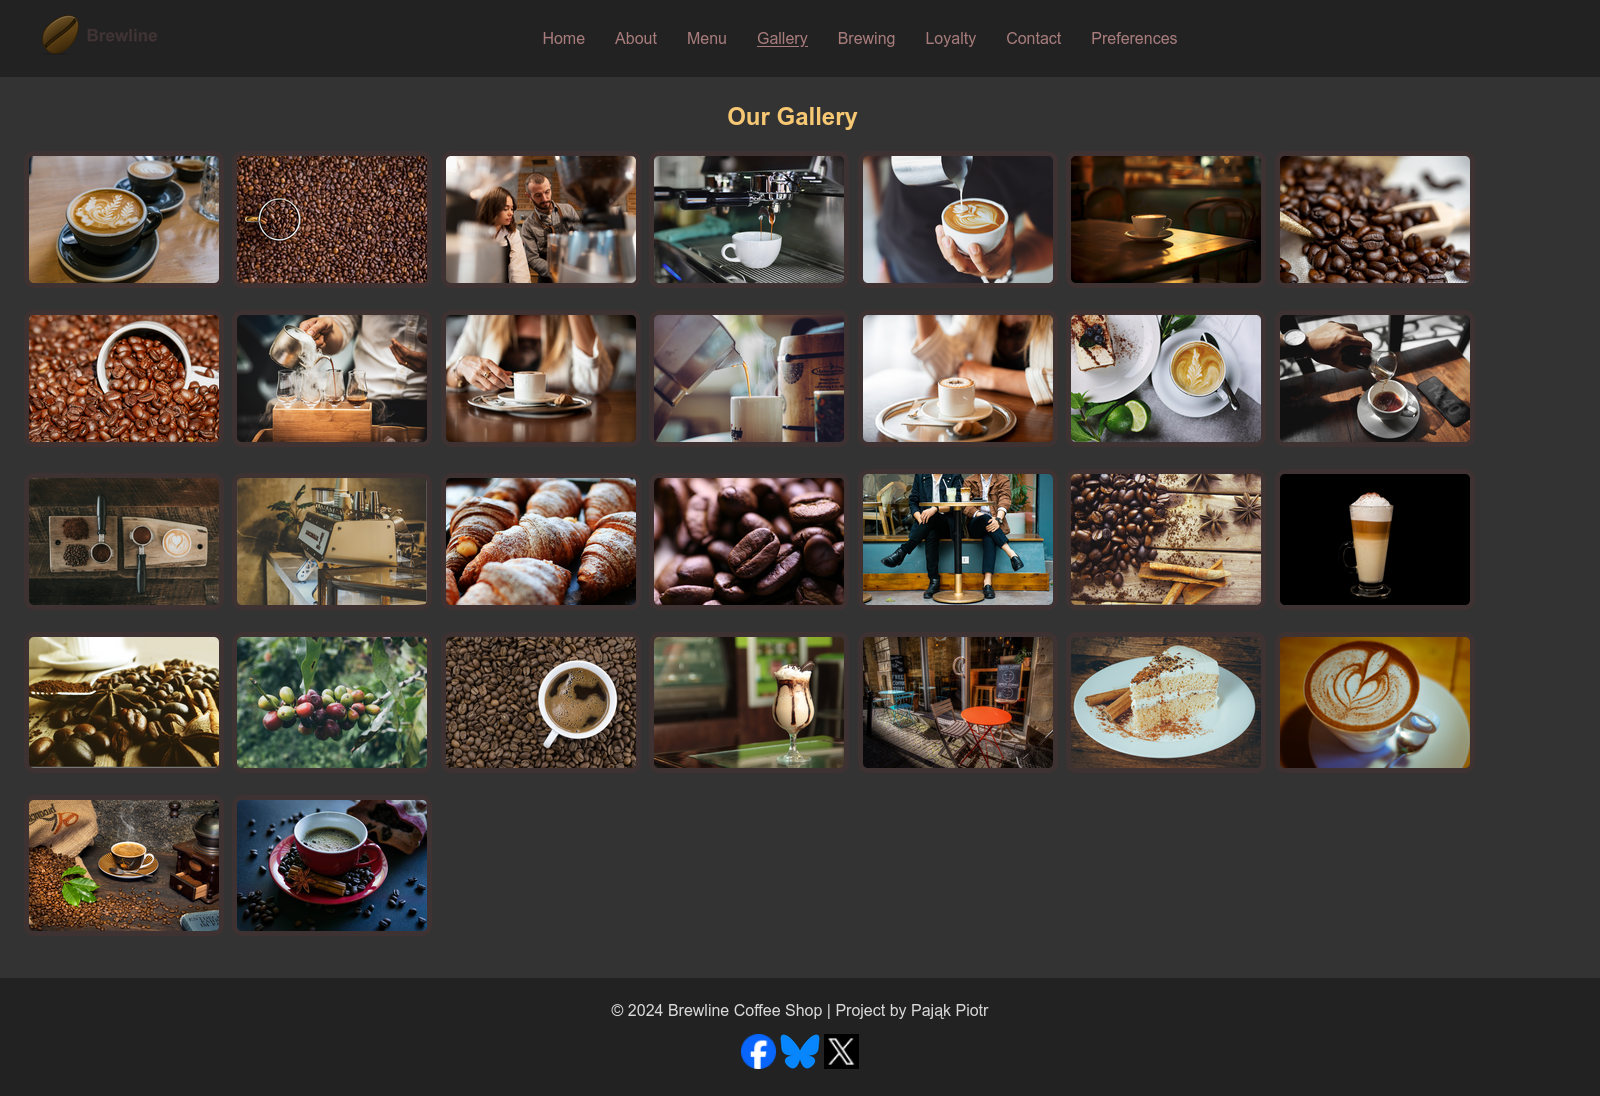 Brewline
Home About Menu Gallery Brewing Loyalty Contact Preferences
Our Gallery
© 2024 Brewline Coffee Shop | Project by Pająk Piotr